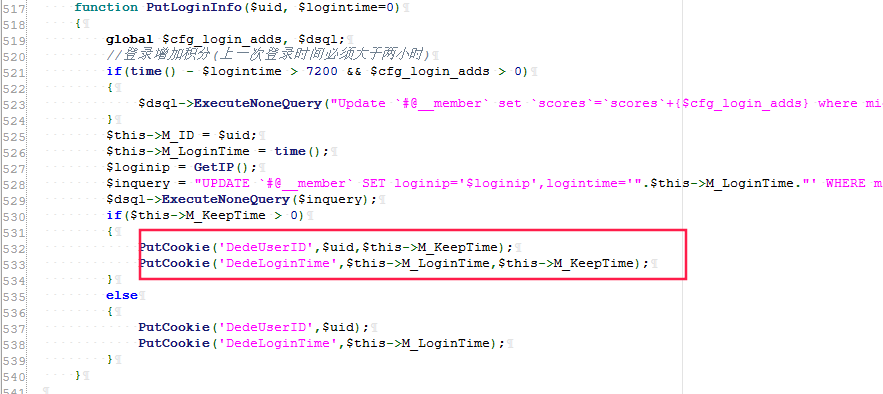 517 function PutLoginInfo($uid, $logintime=0)
518 {
519 global $cfg_login_adds, $dsql;
520 //登录增加积分(上一次登录时间必须大于两小时)
521 if(time() - $logintime > 7200 && $cfg_login_adds > 0)
522 {
523 $dsql->ExecuteNoneQuery("Update `#@__member` set `scores`=`scores`+{$cfg_login_adds} where mi
524 }
525 $this->M_ID = $uid;
526 $this->M_LoginTime = time();
527 $loginip = GetIP();
528 $inquery = "UPDATE `#@__member` SET loginip='$loginip',logintime='".$this->M_LoginTime."' WHERE m
529 $dsql->ExecuteNoneQuery($inquery);
530 if($this->M_KeepTime > 0)
531 {
532 PutCookie('DedeUserID',$uid,$this->M_KeepTime);
533 PutCookie('DedeLoginTime',$this->M_LoginTime,$this->M_KeepTime);
534 }
535 else
536 {
537 PutCookie('DedeUserID',$uid);
538 PutCookie('DedeLoginTime',$this->M_LoginTime);
539 }
540 }
541